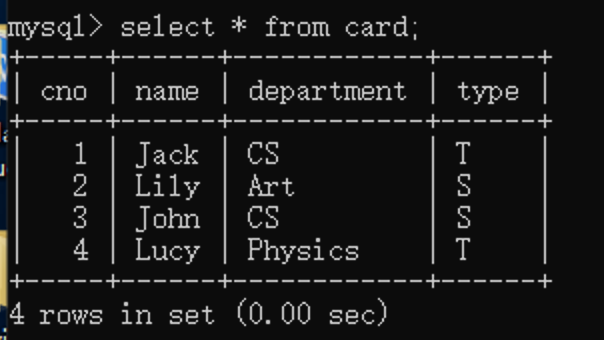 mysql> select * from card;
+-----+------+------------+------+
| cno | name | department | type |
+-----+------+------------+------+
|   1 | Jack | CS         | T    |
|   2 | Lily | Art        | S    |
|   3 | John | CS         | S    |
|   4 | Lucy | Physics    | T    |
+-----+------+------------+------+
4 rows in set (0.00 sec)